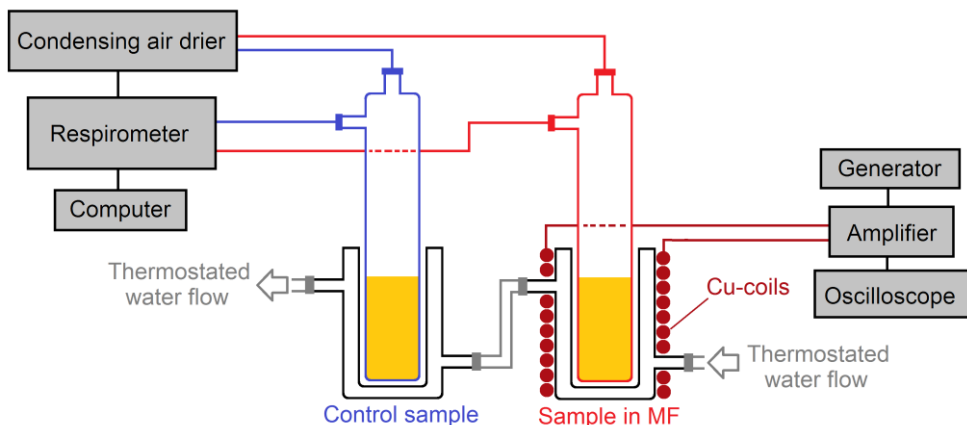 Condensing air drier
Respirometer
Computer
Generator
Amplifier
Oscilloscope
Thermostated
water flow
Cu-coils
Thermostated
water flow
Control sample
Sample in MF